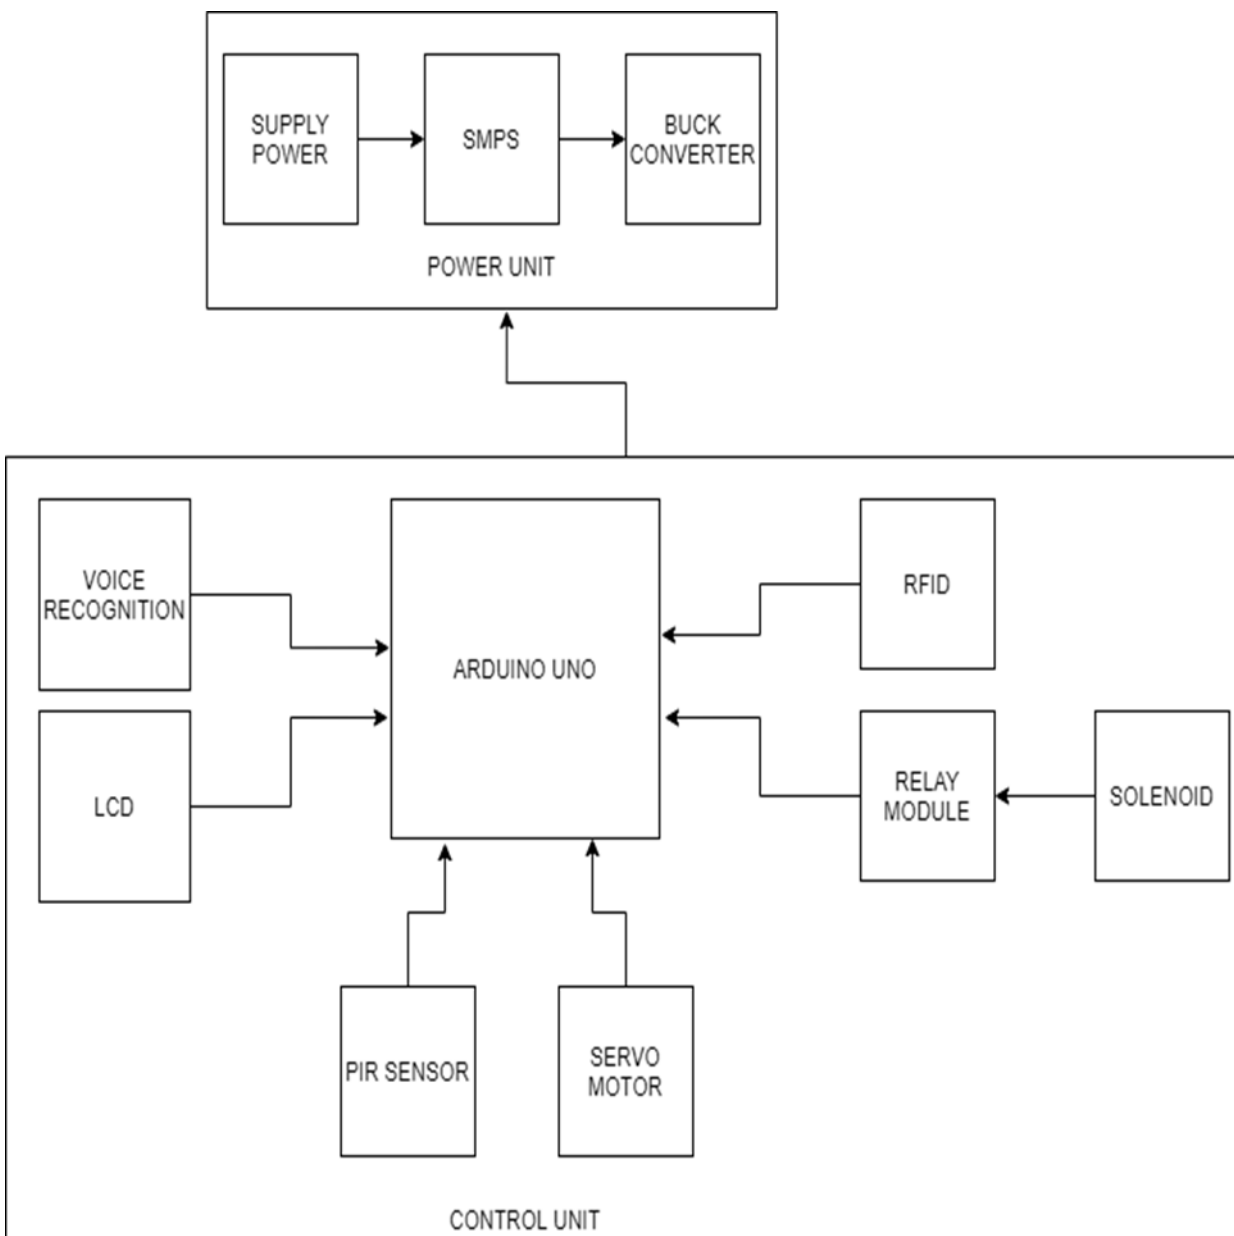 SUPPLY
POWER
SMPS
BUCK
CONVERTER
POWER UNIT
VOICE
RECOGNITION
ARDUINO UNO
RFID
LCD
RELAY
MODULE
SOLENOID
PIR SENSOR
SERVO
MOTOR
CONTROL UNIT